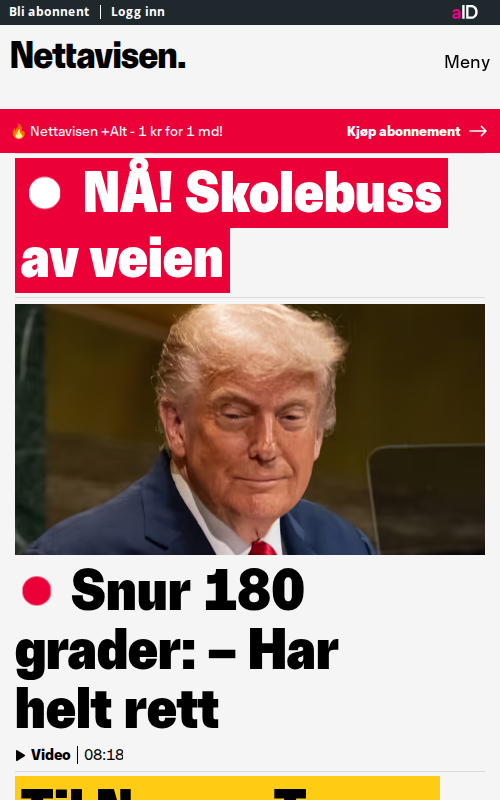 Bli abonnent | Logg inn
aID
Nettavisen.
Meny
🔥 Nettavisen +Alt - 1 kr for 1 md!
Kjøp abonnement →
NÅ! Skolebuss
av veien
Snur 180
grader: – Har
helt rett
Video | 08:18